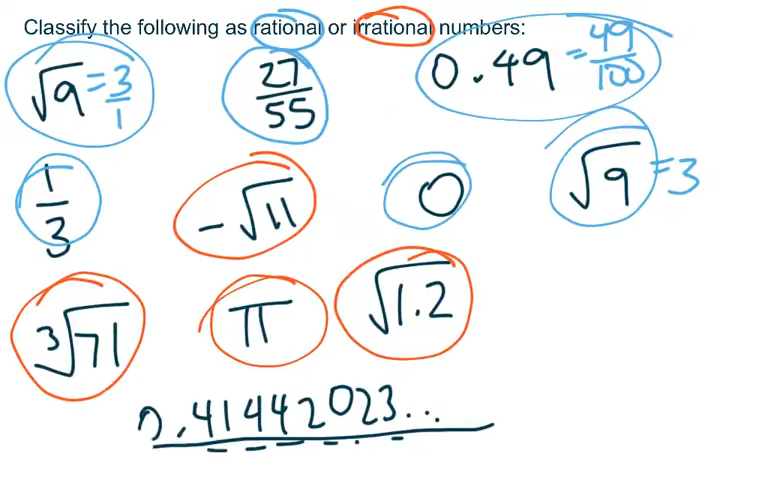 Classify the following as rational or irrational numbers:
√9 = 3/1 27/55 0.49 = 49/100
1/3 -√11 0 √9 = 3
³√71 π √1.2
0.41442023...